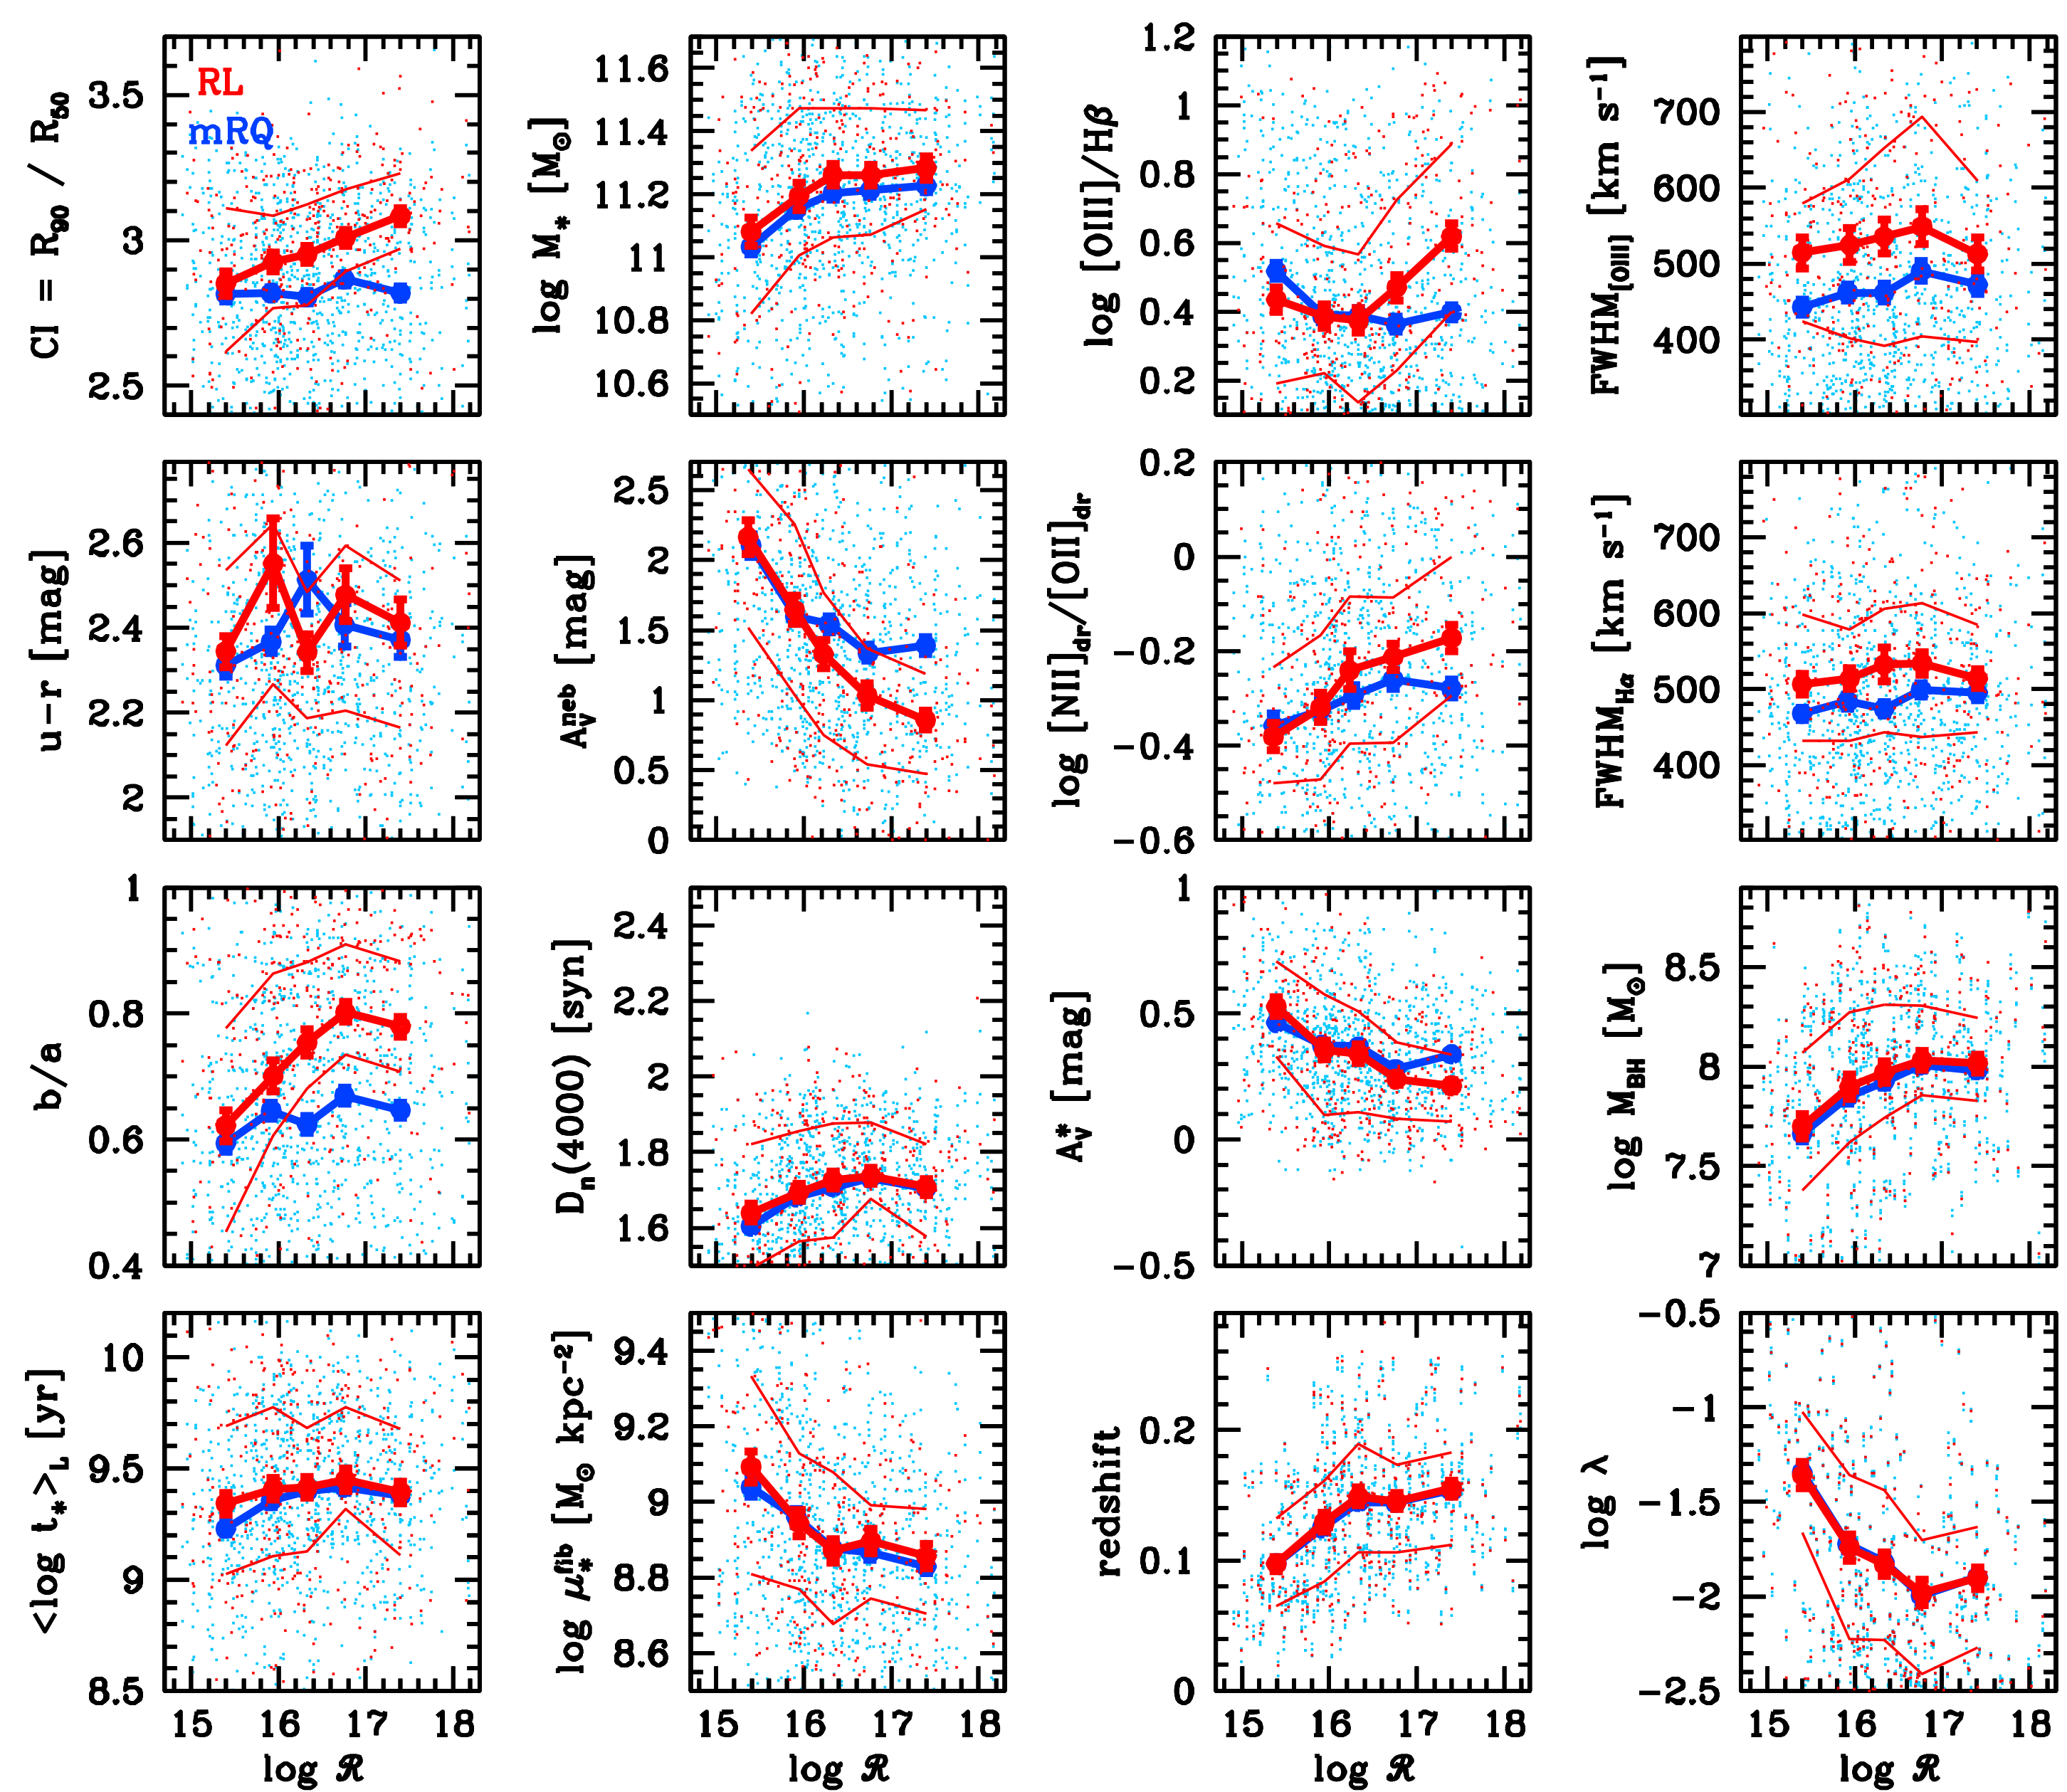 CI = R90 / R50
3.5
3
2.5
RL
mRQ
log M* [M⊙]
11.6
11.4
11.2
11
10.8
10.6
log [OIII]/Hβ
1.2
1
0.8
0.6
0.4
0.2
FWHM[OIII] [km s−1]
700
600
500
400
u−r [mag]
2.6
2.4
2.2
2
AVneb [mag]
2.5
2
1.5
1
0.5
0
log [NII]dr/[OII]dr
0.2
0
−0.2
−0.4
−0.6
FWHMHα [km s−1]
700
600
500
400
b/a
1
0.8
0.6
0.4
Dn(4000) [syn]
2.4
2.2
2
1.8
1.6
AV* [mag]
1
0.5
0
−0.5
log MBH [M⊙]
8.5
8
7.5
7
<log t*>L [yr]
10
9.5
9
8.5
log μ*fib [M⊙ kpc−2]
9.4
9.2
9
8.8
8.6
redshift
0.2
0.1
0
log λ
−0.5
−1
−1.5
−2
−2.5
15 16 17 18
15 16 17 18
15 16 17 18
15 16 17 18
log ℛ
log ℛ
log ℛ
log ℛ